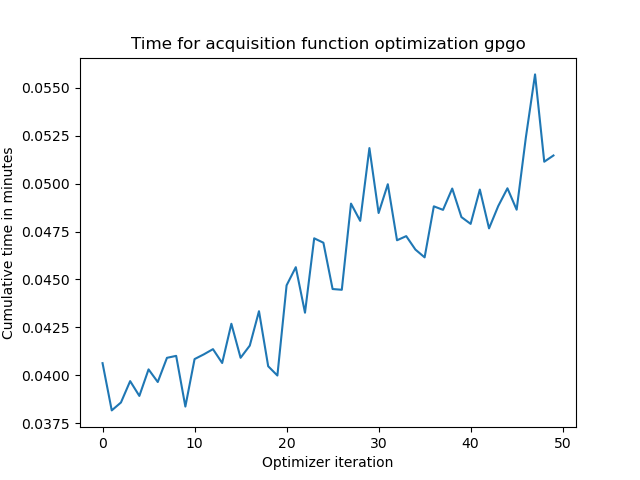 Time for acquisition function optimization gpgo
0.0550
0.0525
0.0500
0.0475
0.0450
0.0425
0.0400
0.0375
Cumulative time in minutes
0 10 20 30 40 50
Optimizer iteration